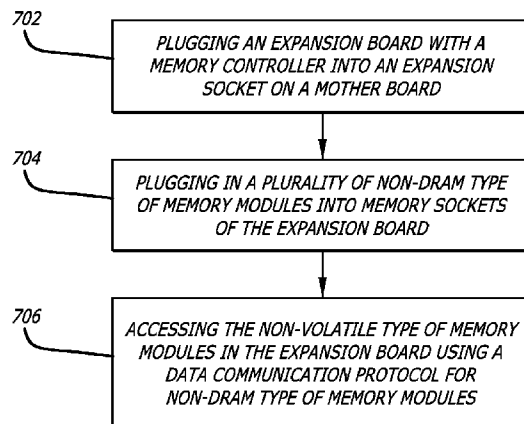 702
PLUGGING AN EXPANSION BOARD WITH A
MEMORY CONTROLLER INTO AN EXPANSION
SOCKET ON A MOTHER BOARD
704
PLUGGING IN A PLURALITY OF NON-DRAM TYPE
OF MEMORY MODULES INTO MEMORY SOCKETS
OF THE EXPANSION BOARD
706
ACCESSING THE NON-VOLATILE TYPE OF MEMORY
MODULES IN THE EXPANSION BOARD USING A
DATA COMMUNICATION PROTOCOL FOR
NON-DRAM TYPE OF MEMORY MODULES